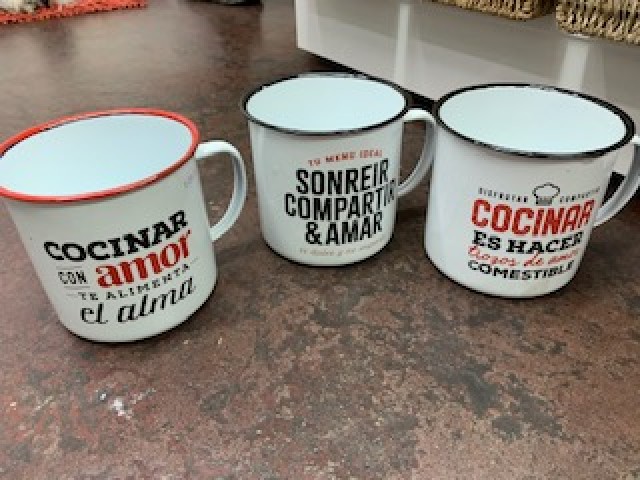 COCINAR
CON amor
TE ALIMENTA
el alma
TU MENÚ IDEAL
SONREIR
COMPARTIR
& AMAR
DISFRUTAR COMPARTIR
COCINAR
ES HACER
trozos de amor
COMESTIBLE